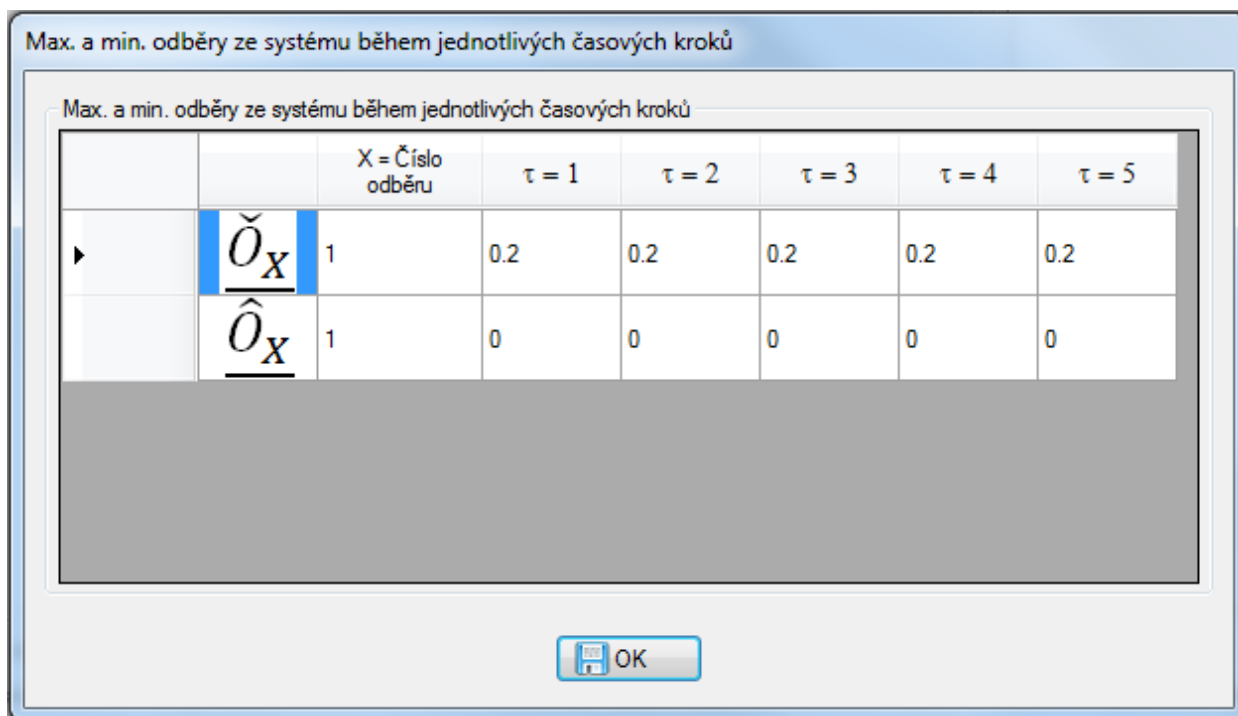 Max. a min. odběry ze systému během jednotlivých časových kroků
Max. a min. odběry ze systému během jednotlivých časových kroků
X = Číslo odběru τ = 1 τ = 2 τ = 3 τ = 4 τ = 5
Ǒ_X 1 0.2 0.2 0.2 0.2 0.2
Ô_X 1 0 0 0 0 0
OK